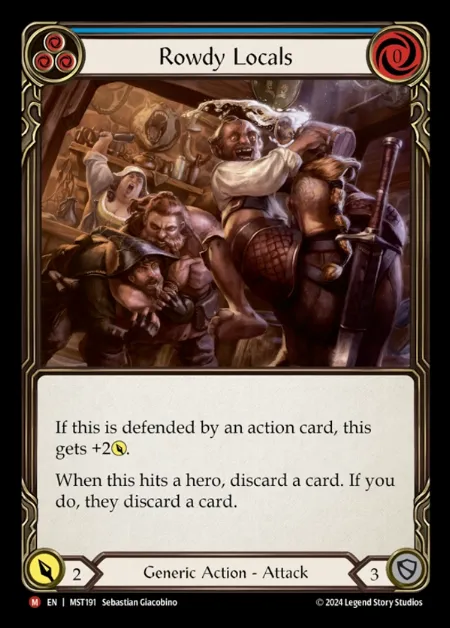 Rowdy Locals
0
If this is defended by an action card, this
gets +2.
When this hits a hero, discard a card. If you
do, they discard a card.
2
Generic Action - Attack
3
M EN | MST191 Sebastian Giacobino
© 2024 Legend Story Studios